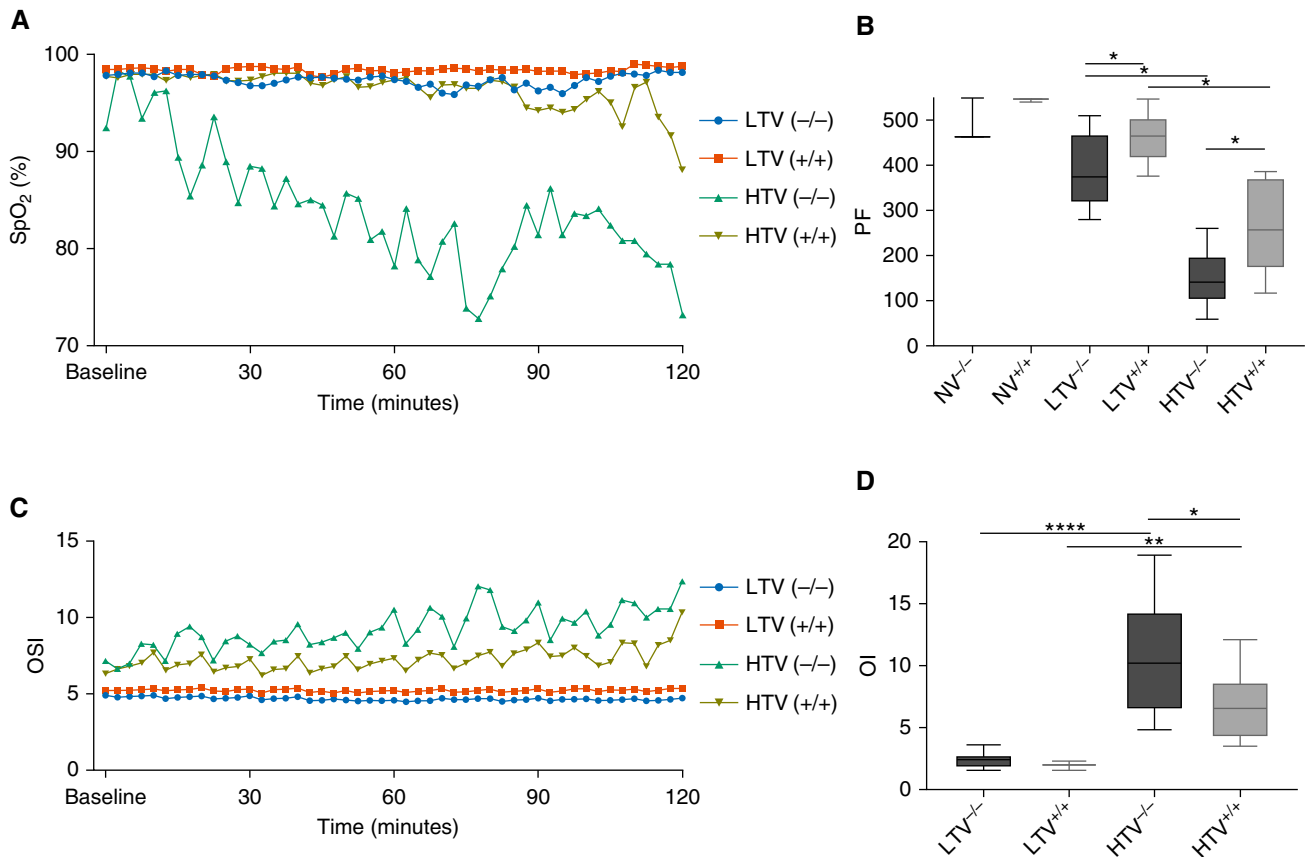 A
100
90
80
70
SpO₂ (%)
Baseline 30 60 90 120
Time (minutes)
LTV (–/–)
LTV (+/+)
HTV (–/–)
HTV (+/+)
B
*
*
*
*
500
400
300
200
100
0
PF
NV⁻/⁻ NV⁺/⁺ LTV⁻/⁻ LTV⁺/⁺ HTV⁻/⁻ HTV⁺/⁺
C
15
10
5
0
OSI
Baseline 30 60 90 120
Time (minutes)
LTV (–/–)
LTV (+/+)
HTV (–/–)
HTV (+/+)
D
*
****
**
20
15
10
5
0
OI
LTV⁻/⁻ LTV⁺/⁺ HTV⁻/⁻ HTV⁺/⁺